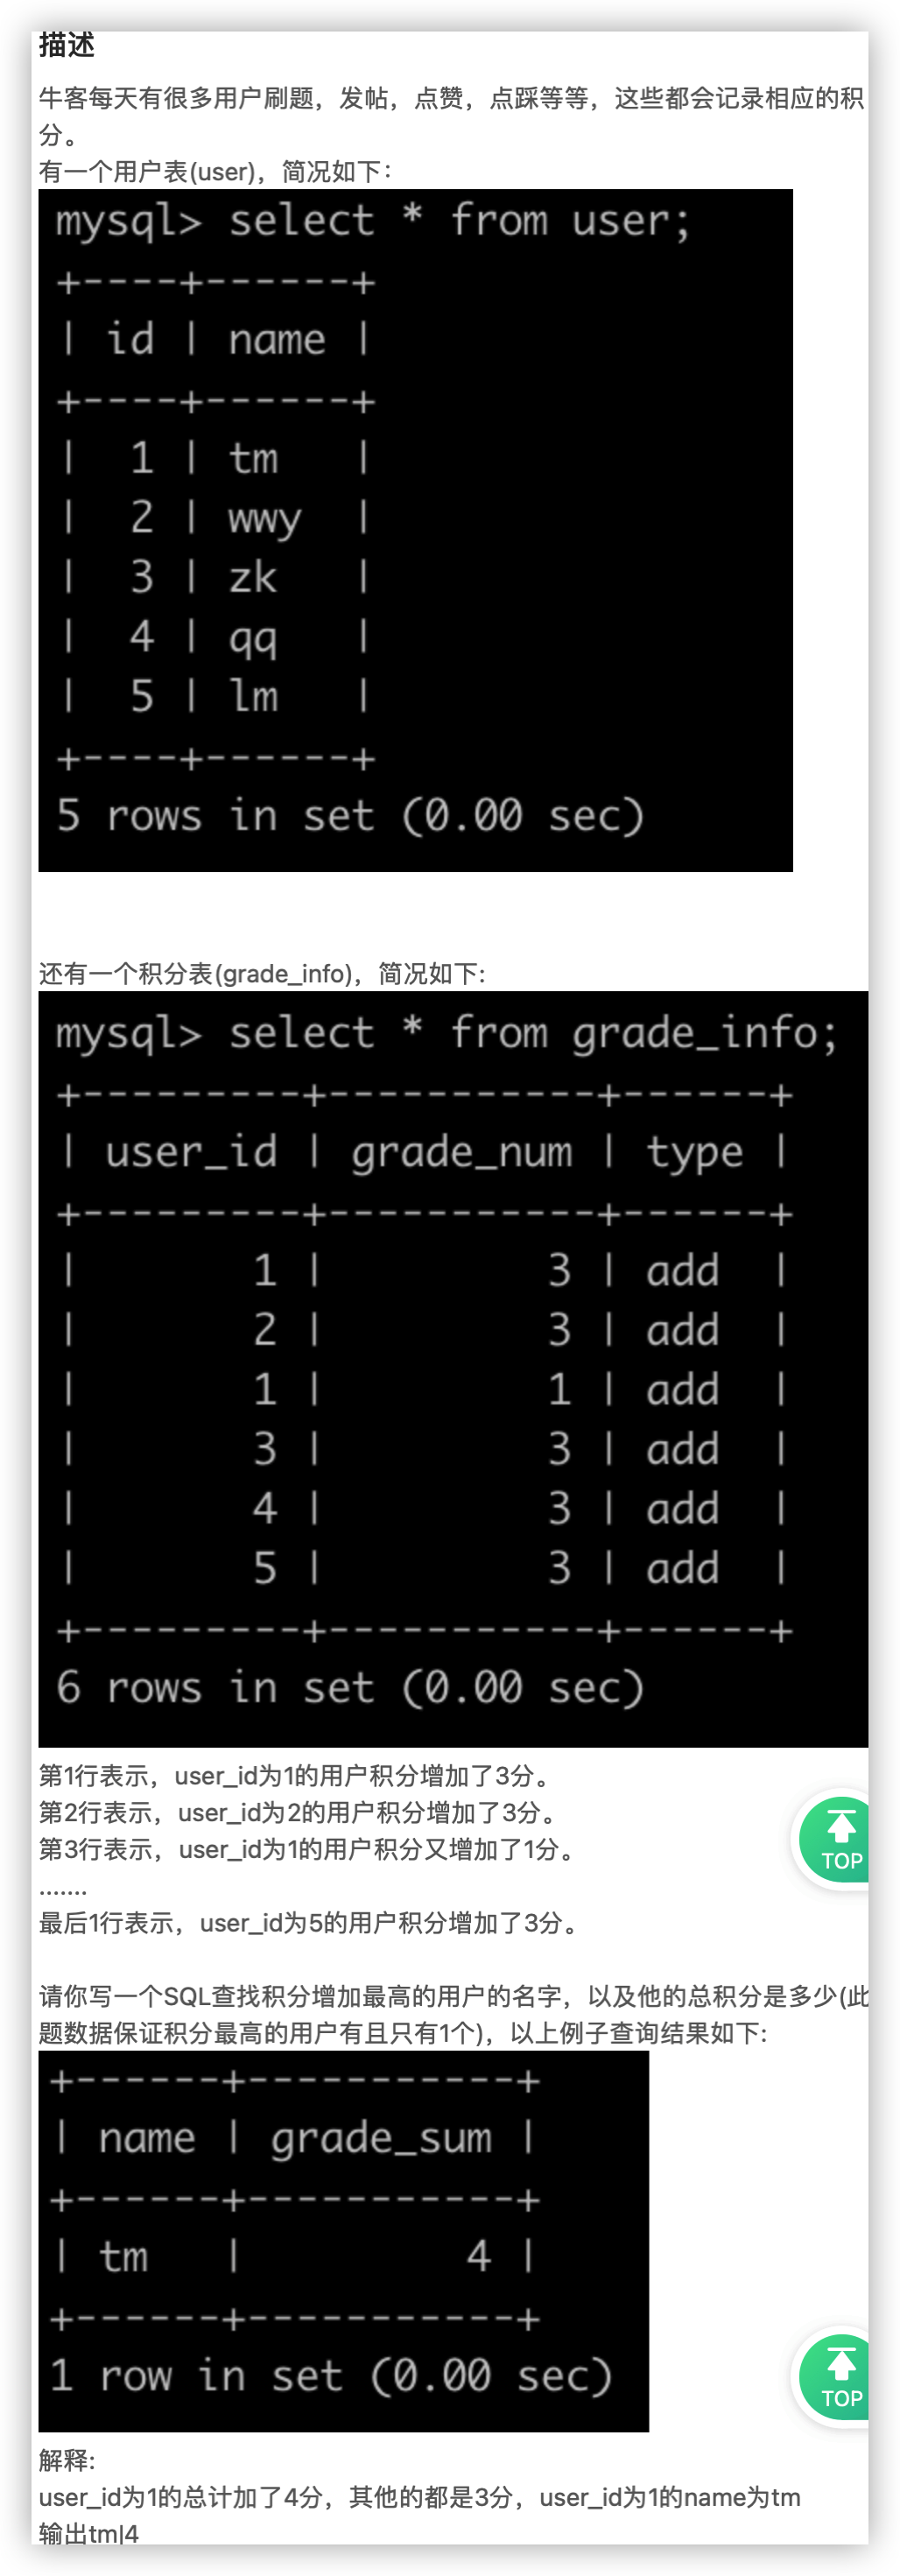 描述
牛客每天有很多用户刷题，发帖，点赞，点踩等等，这些都会记录相应的积
分。
有一个用户表(user)，简况如下：
mysql> select * from user;
+----+------+
| id | name |
+----+------+
|  1 | tm   |
|  2 | wwy  |
|  3 | zk   |
|  4 | qq   |
|  5 | lm   |
+----+------+
5 rows in set (0.00 sec)
还有一个积分表(grade_info)，简况如下:
mysql> select * from grade_info;
+---------+-----------+------+
| user_id | grade_num | type |
+---------+-----------+------+
|       1 |         3 | add  |
|       2 |         3 | add  |
|       1 |         1 | add  |
|       3 |         3 | add  |
|       4 |         3 | add  |
|       5 |         3 | add  |
+---------+-----------+------+
6 rows in set (0.00 sec)
第1行表示，user_id为1的用户积分增加了3分。
第2行表示，user_id为2的用户积分增加了3分。
第3行表示，user_id为1的用户积分又增加了1分。
TOP
.......
最后1行表示，user_id为5的用户积分增加了3分。
请你写一个SQL查找积分增加最高的用户的名字，以及他的总积分是多少(此
题数据保证积分最高的用户有且只有1个)，以上例子查询结果如下:
+------+-----------+
| name | grade_sum |
+------+-----------+
| tm   |         4 |
+------+-----------+
1 row in set (0.00 sec)
TOP
解释:
user_id为1的总计加了4分，其他的都是3分，user_id为1的name为tm
输出tm|4